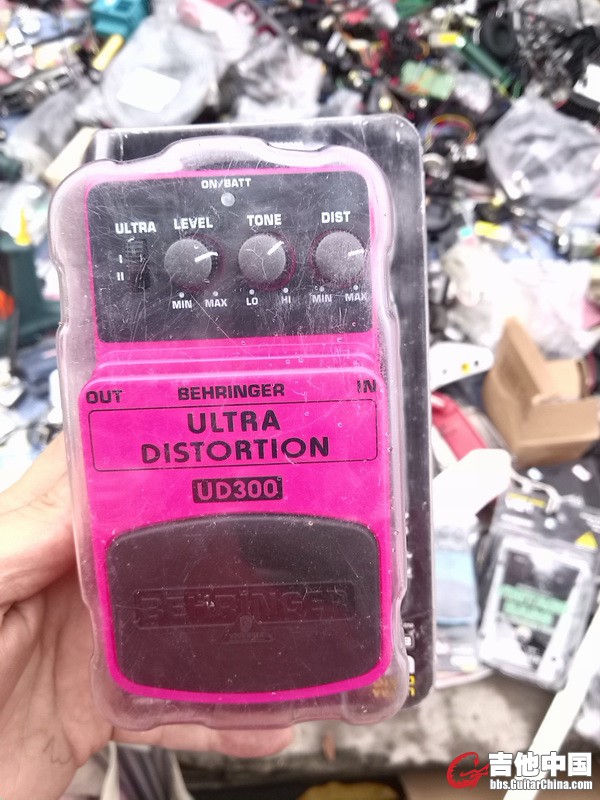 ON/BATT
ULTRA LEVEL TONE DIST
I
II
MIN MAX LO HI MIN MAX
OUT BEHRINGER IN
ULTRA
DISTORTION
UD300
BEHRINGER
吉他中国
bbs.GuitarChina.com